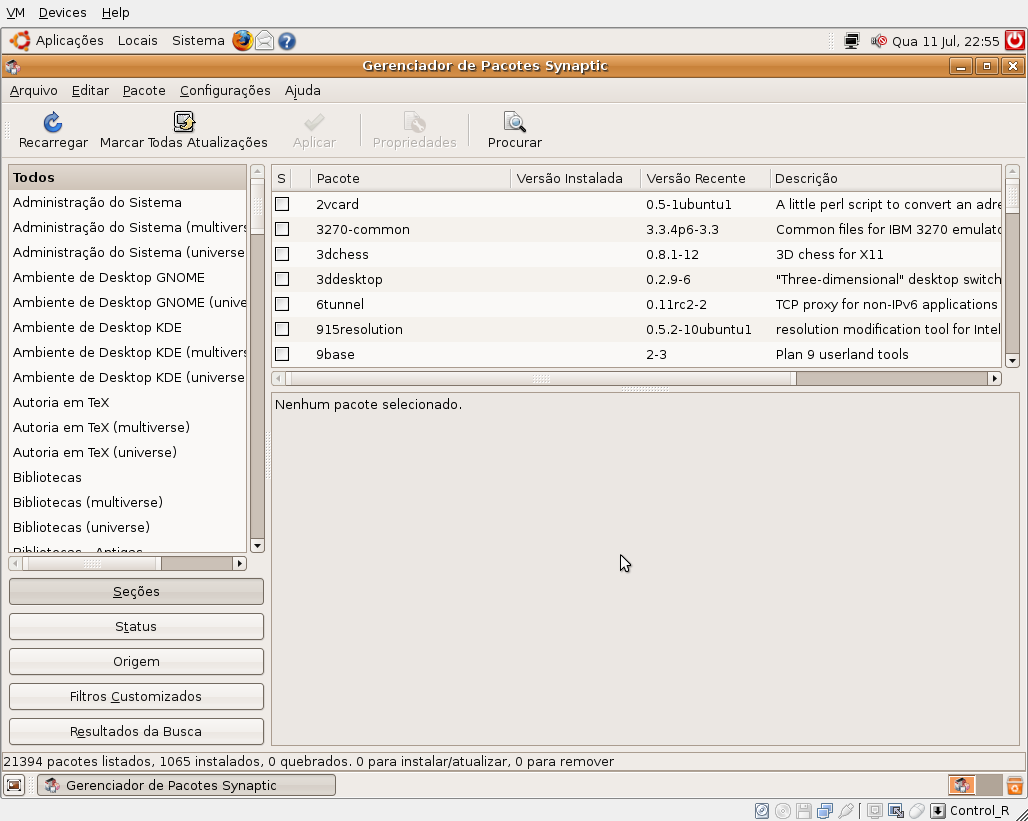 VM Devices Help
Aplicações Locais Sistema Qua 11 Jul, 22:55
Gerenciador de Pacotes Synaptic
Arquivo Editar Pacote Configurações Ajuda
Recarregar Marcar Todas Atualizações Aplicar Propriedades Procurar
Todos
Administração do Sistema
Administração do Sistema (multivers
Administração do Sistema (universe
Ambiente de Desktop GNOME
Ambiente de Desktop GNOME (unive
Ambiente de Desktop KDE
Ambiente de Desktop KDE (multivers
Ambiente de Desktop KDE (universe
Autoria em TeX
Autoria em TeX (multiverse)
Autoria em TeX (universe)
Bibliotecas
Bibliotecas (multiverse)
Bibliotecas (universe)
Bibliotecas - Antigas
Seções
Status
Origem
Filtros Customizados
Resultados da Busca
S Pacote Versão Instalada Versão Recente Descrição
2vcard 0.5-1ubuntu1 A little perl script to convert an adre
3270-common 3.3.4p6-3.3 Common files for IBM 3270 emulato
3dchess 0.8.1-12 3D chess for X11
3ddesktop 0.2.9-6 "Three-dimensional" desktop switch
6tunnel 0.11rc2-2 TCP proxy for non-IPv6 applications
915resolution 0.5.2-10ubuntu1 resolution modification tool for Intel
9base 2-3 Plan 9 userland tools
Nenhum pacote selecionado.
21394 pacotes listados, 1065 instalados, 0 quebrados. 0 para instalar/atualizar, 0 para remover
Gerenciador de Pacotes Synaptic
Control_R